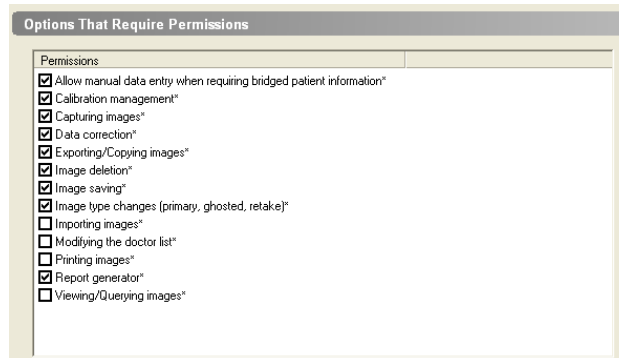 Options That Require Permissions
Permissions
Allow manual data entry when requiring bridged patient information*
Calibration management*
Capturing images*
Data correction*
Exporting/Copying images*
Image deletion*
Image saving*
Image type changes (primary, ghosted, retake)*
Importing images*
Modifying the doctor list*
Printing images*
Report generator*
Viewing/Querying images*